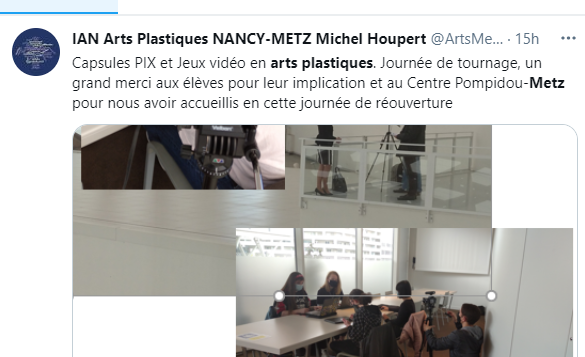 IAN Arts Plastiques NANCY-METZ Michel Houpert @ArtsMe... · 15h
Capsules PIX et Jeux vidéo en arts plastiques. Journée de tournage, un
grand merci aux élèves pour leur implication et au Centre Pompidou-Metz
pour nous avoir accueillis en cette journée de réouverture